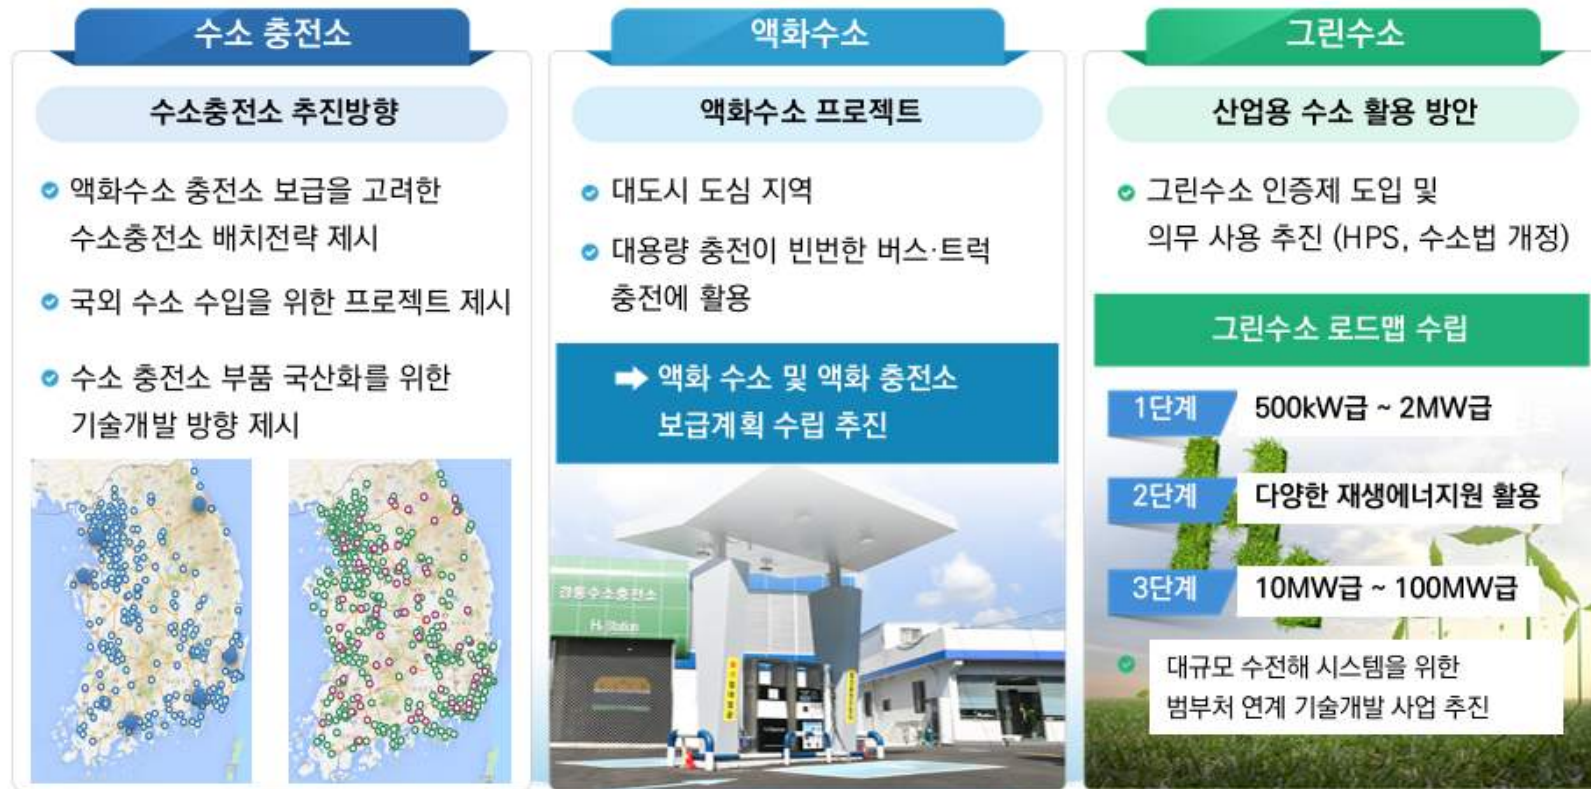 수소 충전소
수소충전소 추진방향
액화수소 충전소 보급을 고려한
수소충전소 배치전략 제시
국외 수소 수입을 위한 프로젝트 제시
수소 충전소 부품 국산화를 위한
기술개발 방향 제시
액화수소
액화수소 프로젝트
대도시 도심 지역
대용량 충전이 빈번한 버스·트럭
충전에 활용
➡ 액화 수소 및 액화 충전소
보급계획 수립 추진
H₂ Station
그린수소
산업용 수소 활용 방안
그린수소 인증제 도입 및
의무 사용 추진 (HPS, 수소법 개정)
그린수소 로드맵 수립
1단계 500kW급 ~ 2MW급
2단계 다양한 재생에너지원 활용
3단계 10MW급 ~ 100MW급
대규모 수전해 시스템을 위한
범부처 연계 기술개발 사업 추진